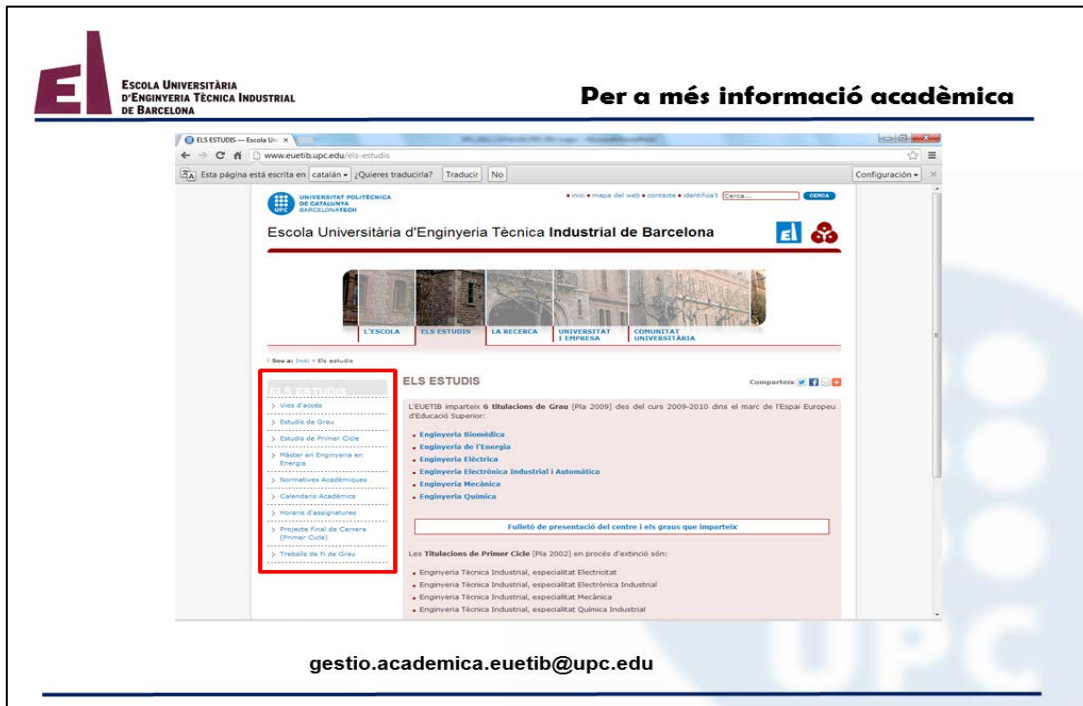 ESCOLA UNIVERSITÀRIA
D'ENGINYERIA TÈCNICA INDUSTRIAL
DE BARCELONA
Per a més informació acadèmica
ELS ESTUDIS — Escola Uni
www.euetib.upc.edu/els-estudis
Esta página está escrita en catalán ¿Quieres traducirla? Traducir No Configuración
UNIVERSITAT POLITÈCNICA
DE CATALUNYA
BARCELONATECH
UPC
inici mapa del web contacte identifica't Cerca... CERCA
Escola Universitària d'Enginyeria Tècnica Industrial de Barcelona
L'ESCOLA
ELS ESTUDIS
LA RECERCA
UNIVERSITAT
I EMPRESA
COMUNITAT
UNIVERSITÀRIA
Sou a: Inici > Els estudis
ELS ESTUDIS
> Vies d'accés
> Estudis de Grau
> Estudis de Primer Cicle
> Màster en Enginyeria en
Energia
> Normatives Acadèmiques
> Calendaris Acadèmics
> Horaris d'assignatures
> Projecte Final de Carrera
(Primer Cicle)
> Treballs de Fi de Grau
ELS ESTUDIS
Comparteix
L'EUETIB imparteix 6 titulacions de Grau [Pla 2009] des del curs 2009-2010 dins el marc de l'Espai Europeu
d'Educació Superior:
• Enginyeria Biomèdica
• Enginyeria de l'Energia
• Enginyeria Elèctrica
• Enginyeria Electrònica Industrial i Automàtica
• Enginyeria Mecànica
• Enginyeria Química
Fulletó de presentació del centre i els graus que imparteix
Les Titulacions de Primer Cicle [Pla 2002] en procés d'extinció són:
• Enginyeria Tècnica Industrial, especialitat Electricitat
• Enginyeria Tècnica Industrial, especialitat Electrònica Industrial
• Enginyeria Tècnica Industrial, especialitat Mecànica
• Enginyeria Tècnica Industrial, especialitat Química Industrial
gestio.academica.euetib@upc.edu
UPC